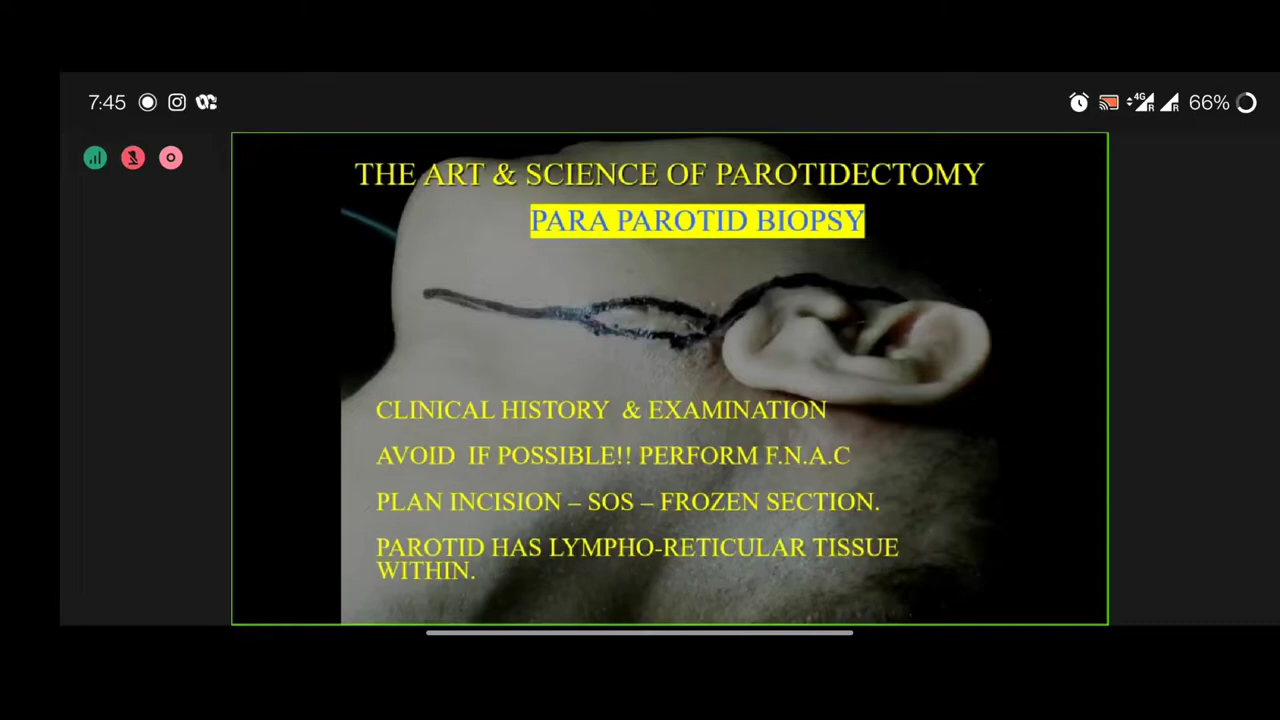 7:45
4G
R
R
66%
THE ART & SCIENCE OF PAROTIDECTOMY
PARA PAROTID BIOPSY
CLINICAL HISTORY & EXAMINATION
AVOID IF POSSIBLE!! PERFORM F.N.A.C
PLAN INCISION – SOS – FROZEN SECTION.
PAROTID HAS LYMPHO-RETICULAR TISSUE
WITHIN.